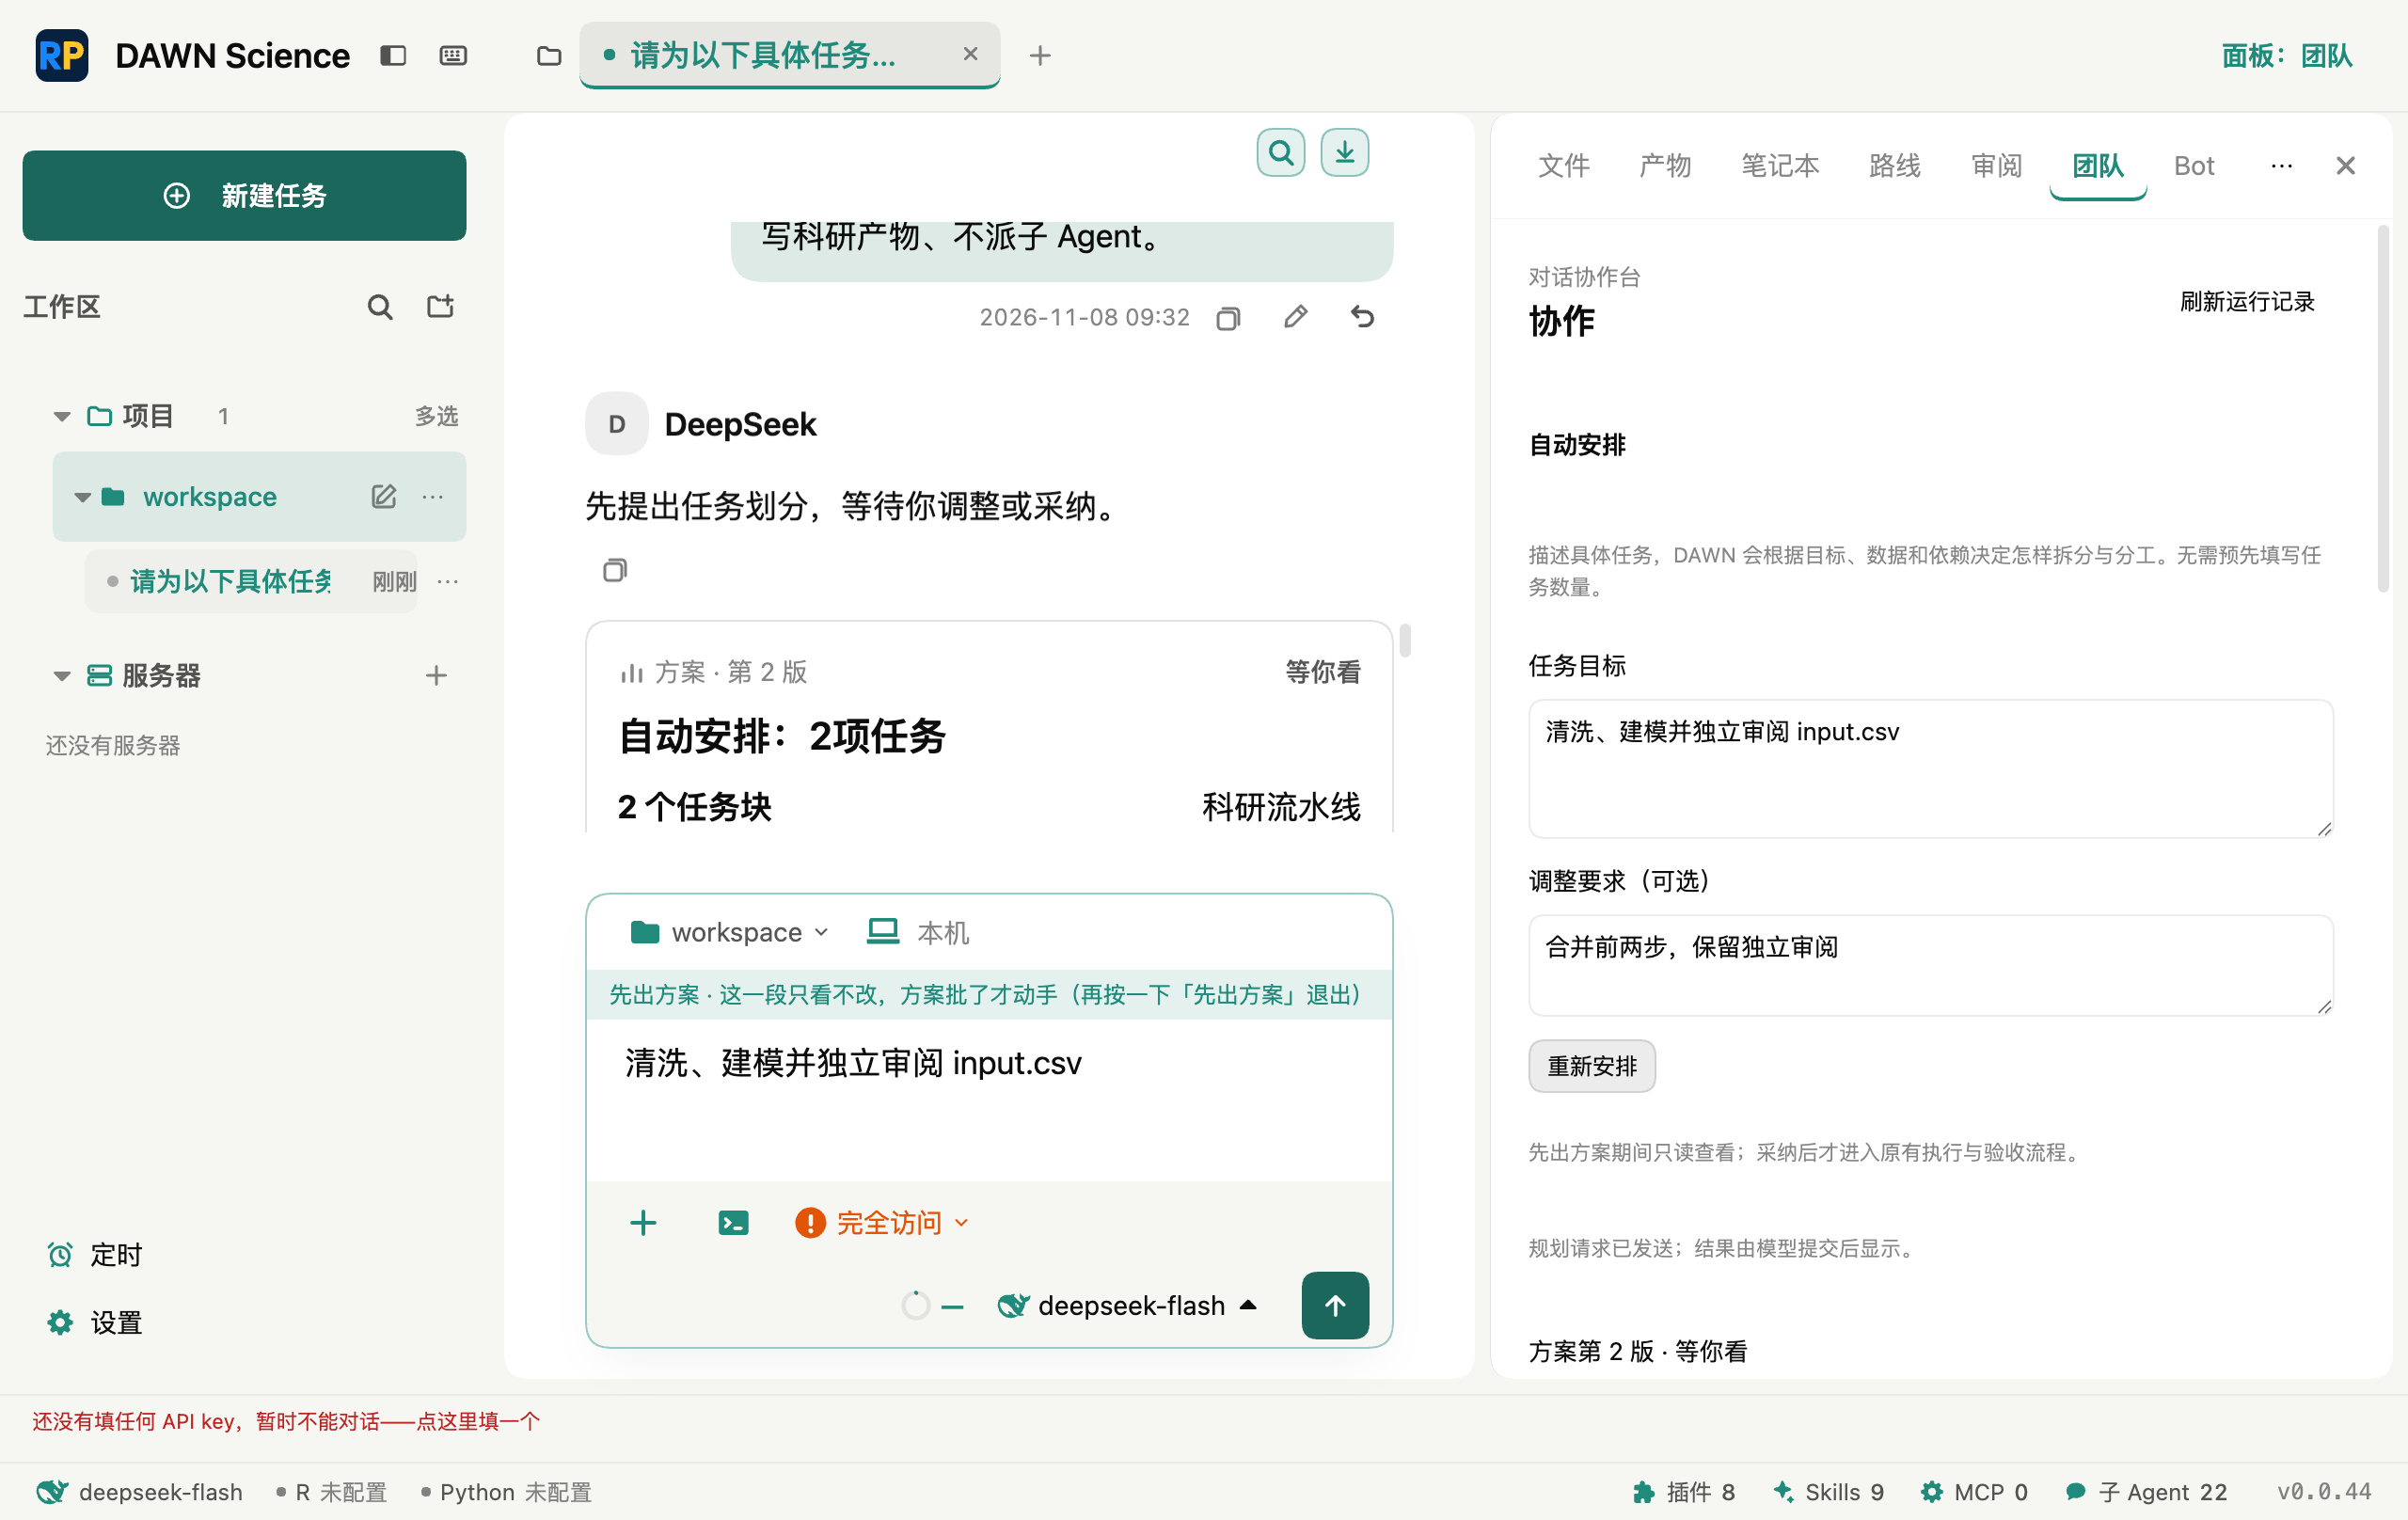 RP
DAWN Science
请为以下具体任务...
面板：团队
新建任务
工作区
项目 1 多选
workspace
请为以下具体任务 刚刚
服务器
还没有服务器
定时
设置
写科研产物、不派子 Agent。
2026-11-08 09:32
D
DeepSeek
先提出任务划分，等待你调整或采纳。
方案 · 第 2 版 等你看
自动安排：2项任务
2 个任务块 科研流水线
workspace 本机
先出方案 · 这一段只看不改，方案批了才动手（再按一下「先出方案」退出）
清洗、建模并独立审阅 input.csv
完全访问
deepseek-flash
文件 产物 笔记本 路线 审阅 团队 Bot
对话协作台
协作
刷新运行记录
自动安排
描述具体任务，DAWN 会根据目标、数据和依赖决定怎样拆分与分工。无需预先填写任
务数量。
任务目标
清洗、建模并独立审阅 input.csv
调整要求（可选）
合并前两步，保留独立审阅
重新安排
先出方案期间只读查看；采纳后才进入原有执行与验收流程。
规划请求已发送；结果由模型提交后显示。
方案第 2 版 · 等你看
还没有填任何 API key，暂时不能对话——点这里填一个
deepseek-flash R 未配置 Python 未配置
插件 8 Skills 9 MCP 0 子 Agent 22 v0.0.44